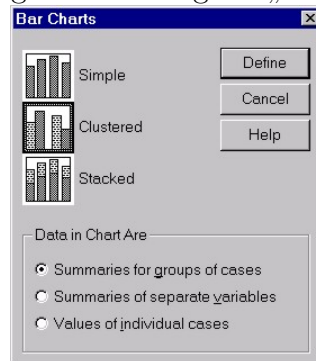 Bar Charts
Simple
Define
Cancel
Clustered
Help
Stacked
Data in Chart Are
Summaries for groups of cases
Summaries of separate variables
Values of individual cases